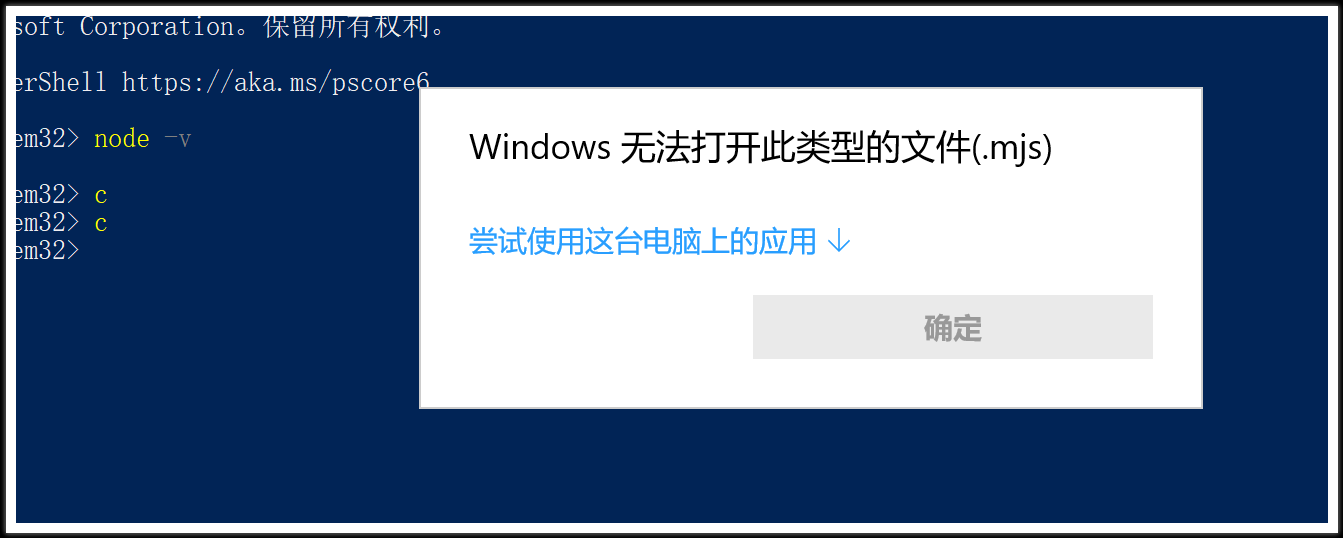 soft Corporation。保留所有权利。
erShell https://aka.ms/pscore6
em32> node -v
em32> c
em32> c
em32>
Windows 无法打开此类型的文件(.mjs)
尝试使用这台电脑上的应用 ↓
确定